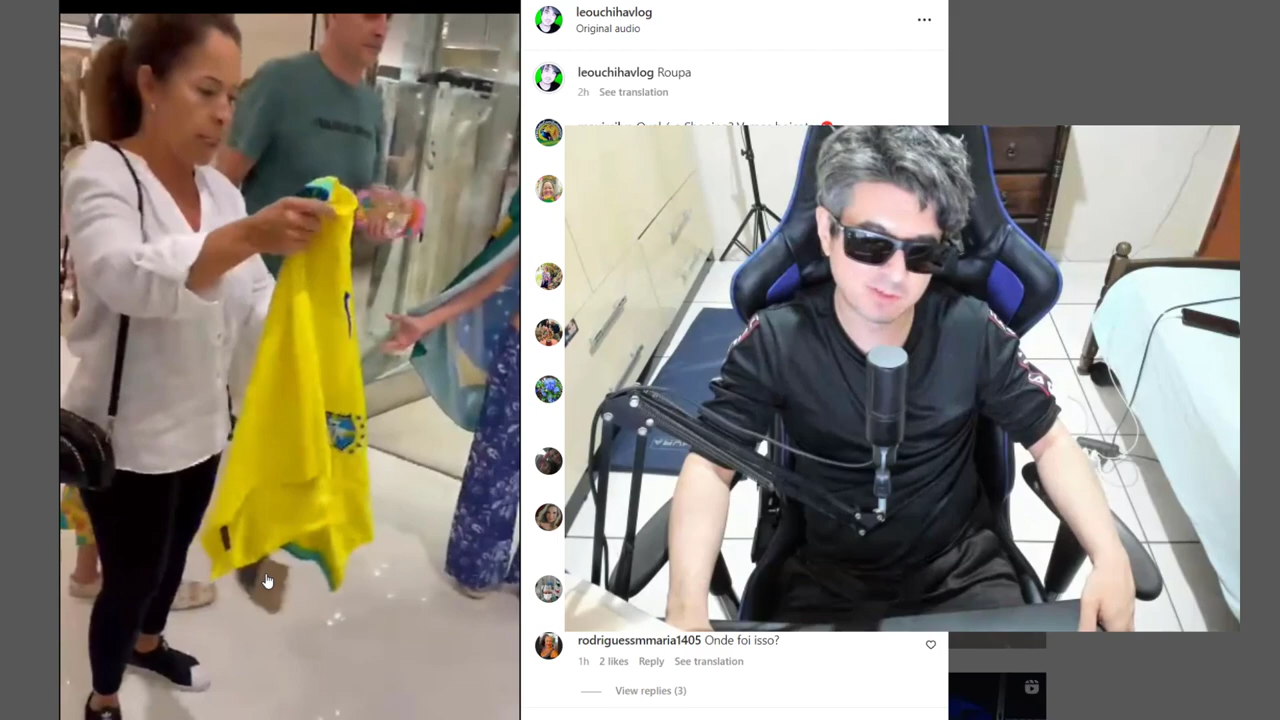 leouchihavlog
Original audio
leouchihavlog Roupa
2h See translation
rodriguessmmaria1405 Onde foi isso?
1h 2 likes Reply See translation
View replies (3)